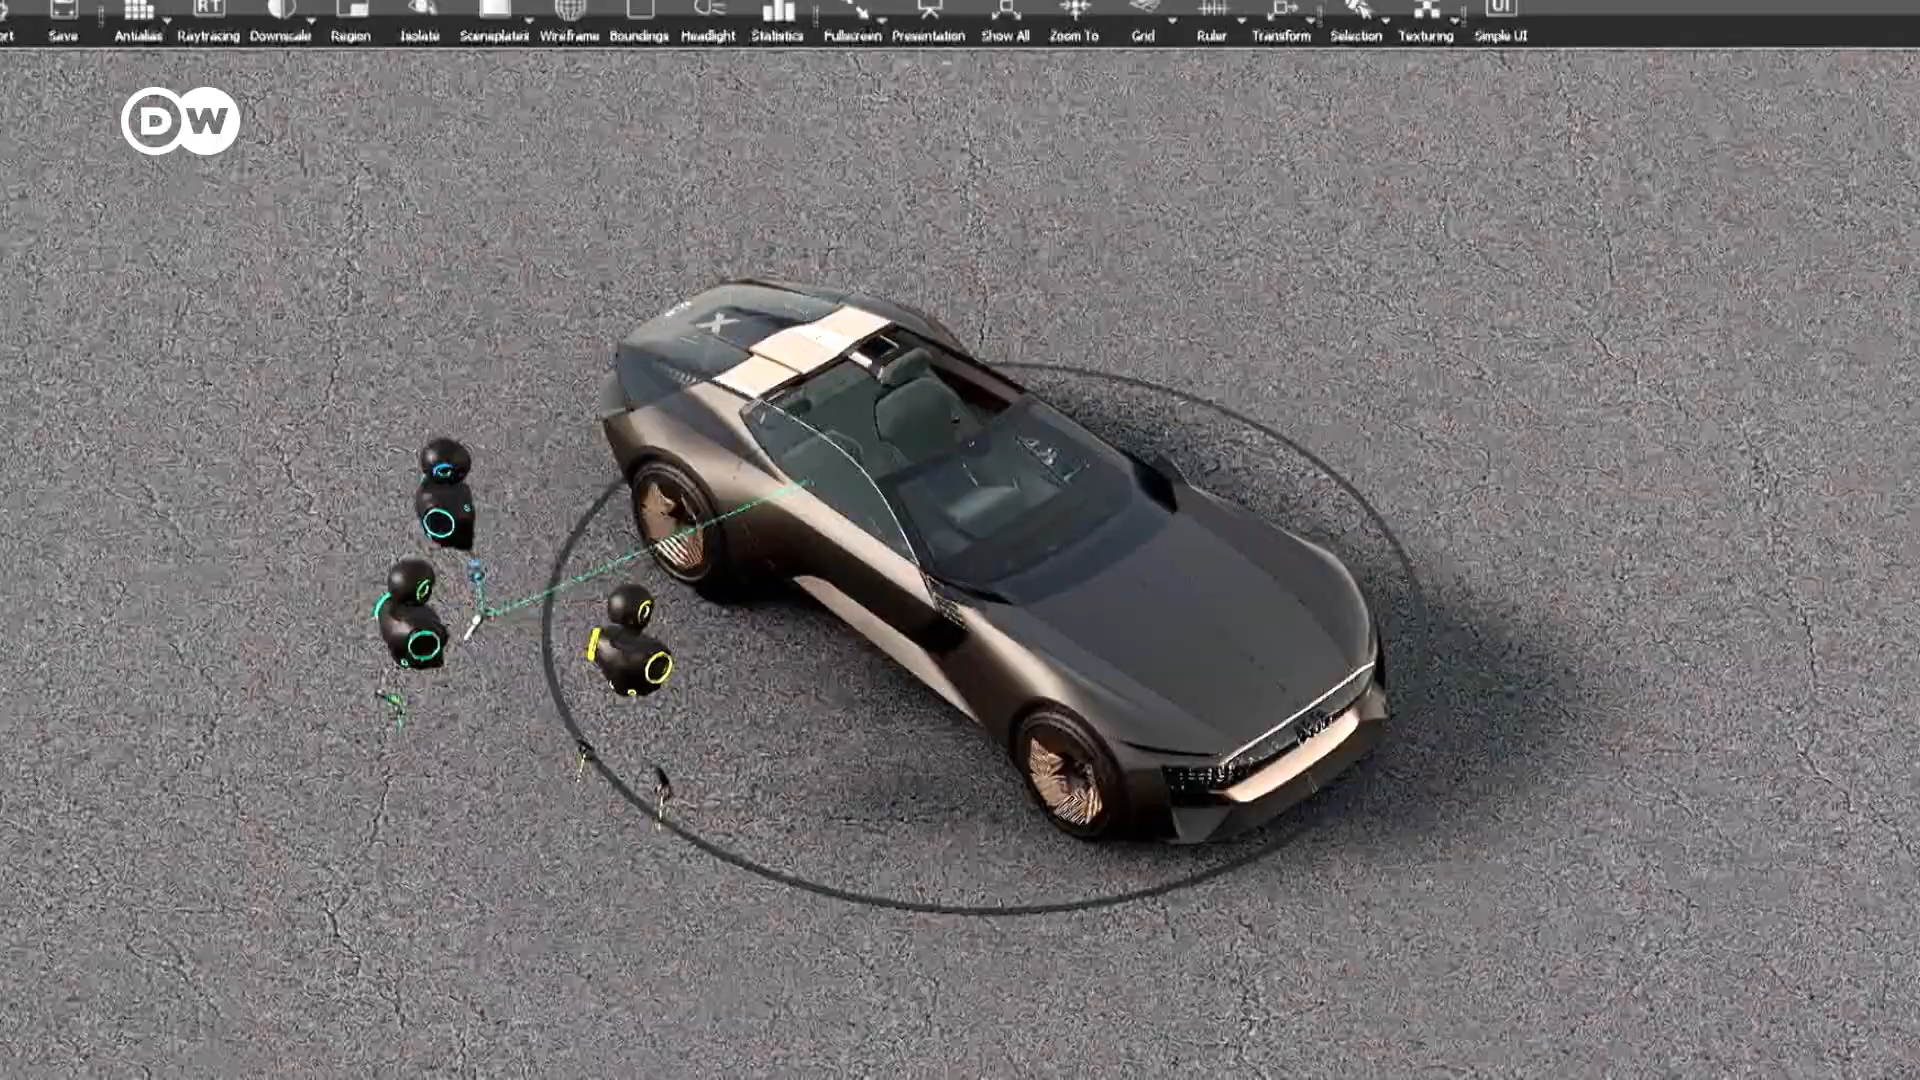 Save Antialias Raytracing Downscale Region Isolate Sceneplates Wireframe Boundings Headlight Statistics Fullscreen Presentation Show All Zoom To Grid Ruler Transform Selection Texturing Simple UI
DW
X